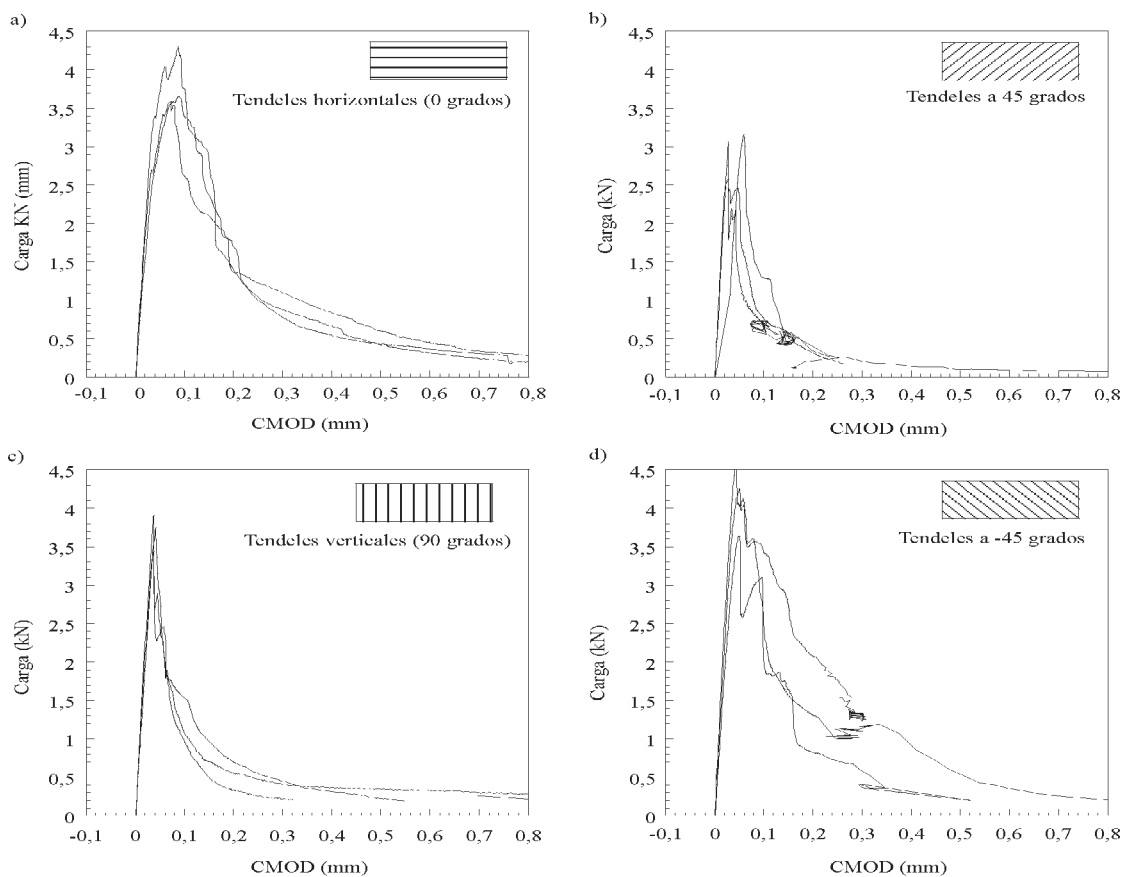 a)
4,5
4
3,5
3
2,5
2
1,5
1
0,5
0
Carga KN (mm)
Tendeles horizontales (0 grados)
-0,1 0 0,1 0,2 0,3 0,4 0,5 0,6 0,7 0,8
CMOD (mm)
b)
4,5
4
3,5
3
2,5
2
1,5
1
0,5
0
Carga (kN)
Tendeles a 45 grados
-0,1 0 0,1 0,2 0,3 0,4 0,5 0,6 0,7 0,8
CMOD (mm)
c)
4,5
4
3,5
3
2,5
2
1,5
1
0,5
0
Carga (kN)
Tendeles verticales (90 grados)
-0,1 0 0,1 0,2 0,3 0,4 0,5 0,6 0,7 0,8
CMOD (mm)
d)
4,5
4
3,5
3
2,5
2
1,5
1
0,5
0
Carga (kN)
Tendeles a -45 grados
-0,1 0 0,1 0,2 0,3 0,4 0,5 0,6 0,7 0,8
CMOD (mm)